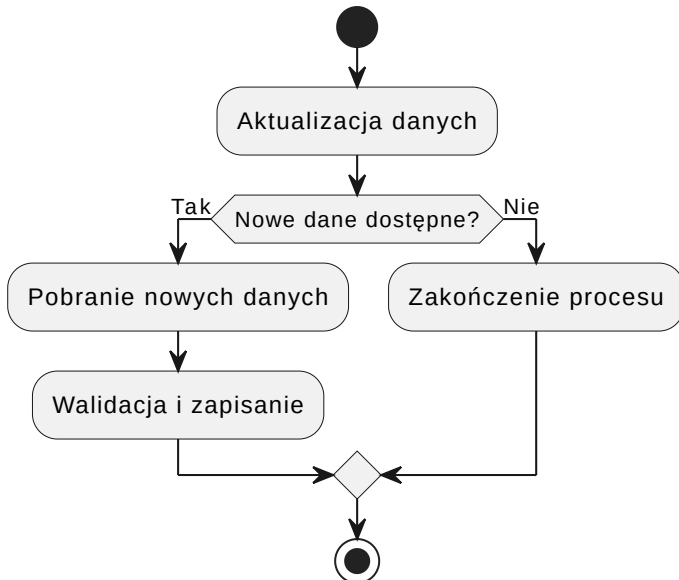 Aktualizacja danych
Tak
Nowe dane dostępne?
Nie
Pobranie nowych danych
Zakończenie procesu
Walidacja i zapisanie